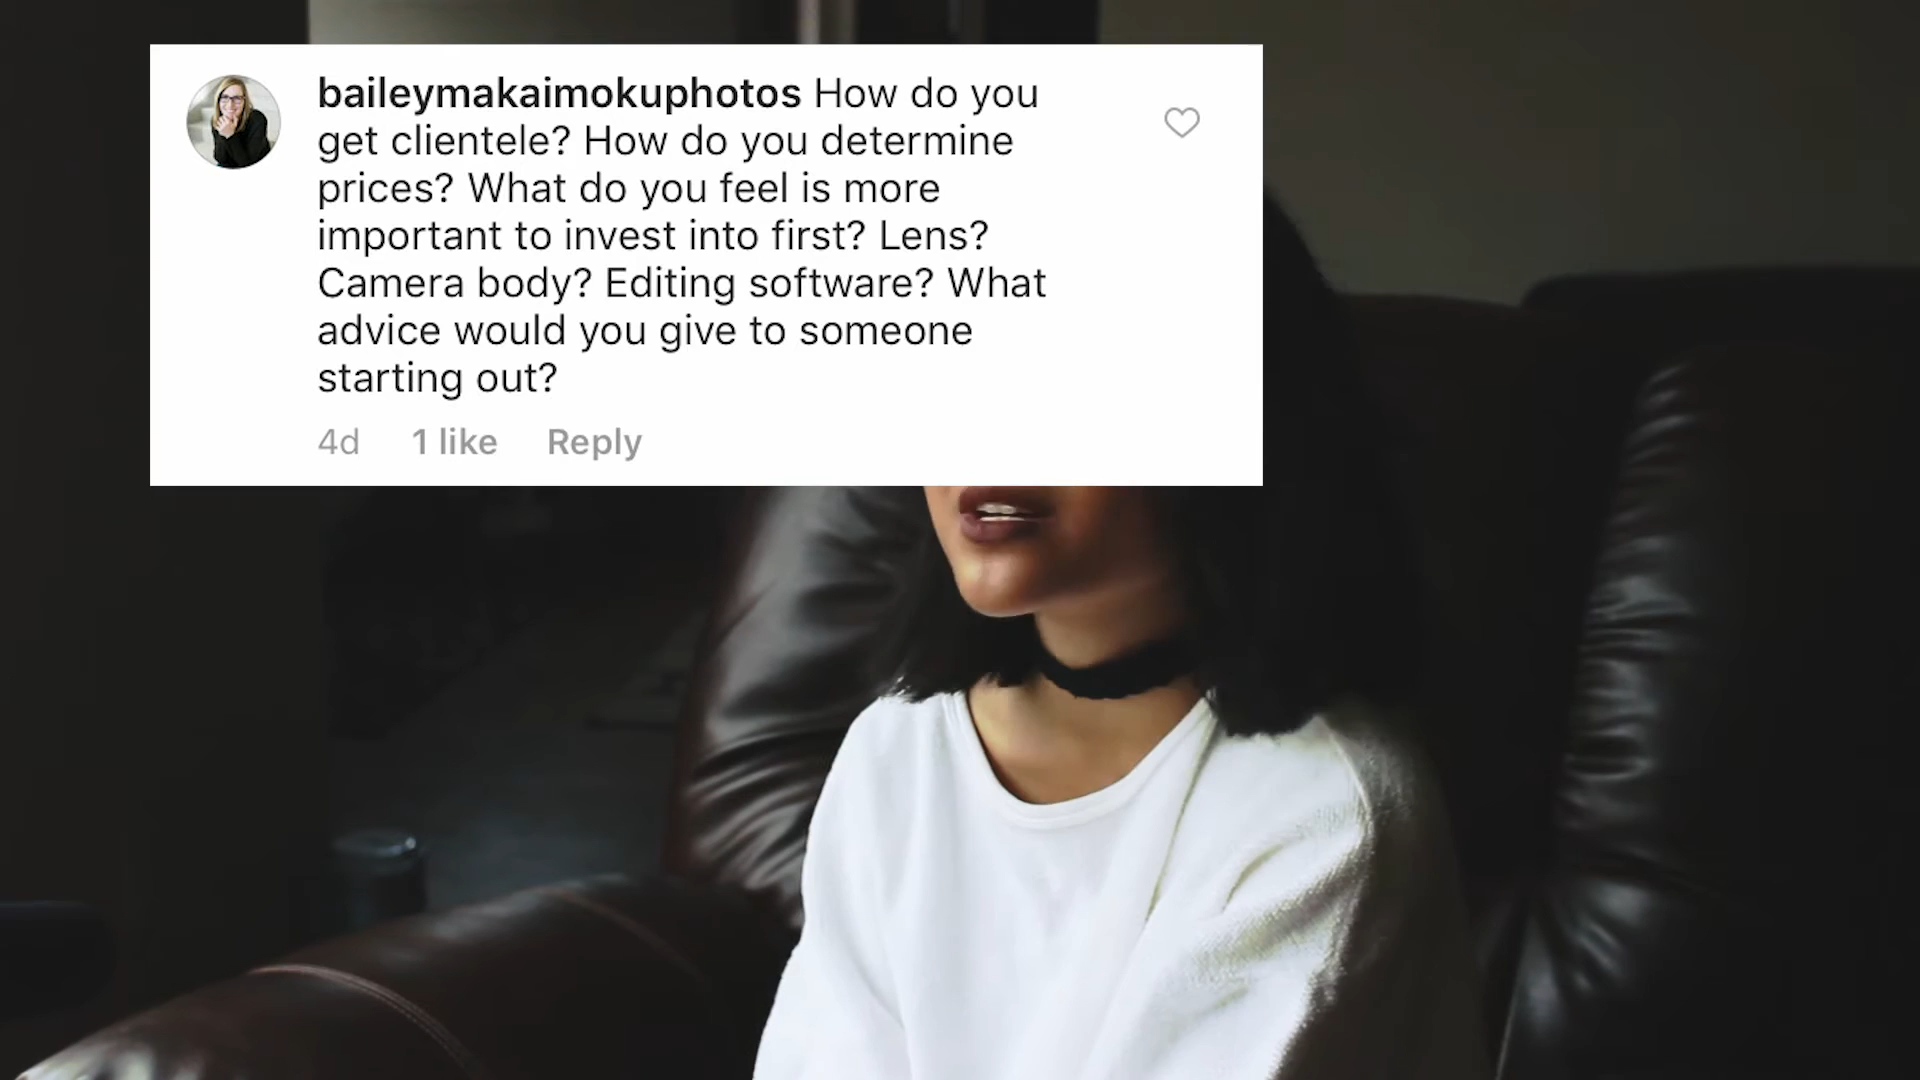 baileymakaimokuphotos How do you
get clientele? How do you determine
prices? What do you feel is more
important to invest into first? Lens?
Camera body? Editing software? What
advice would you give to someone
starting out?
4d 1 like Reply